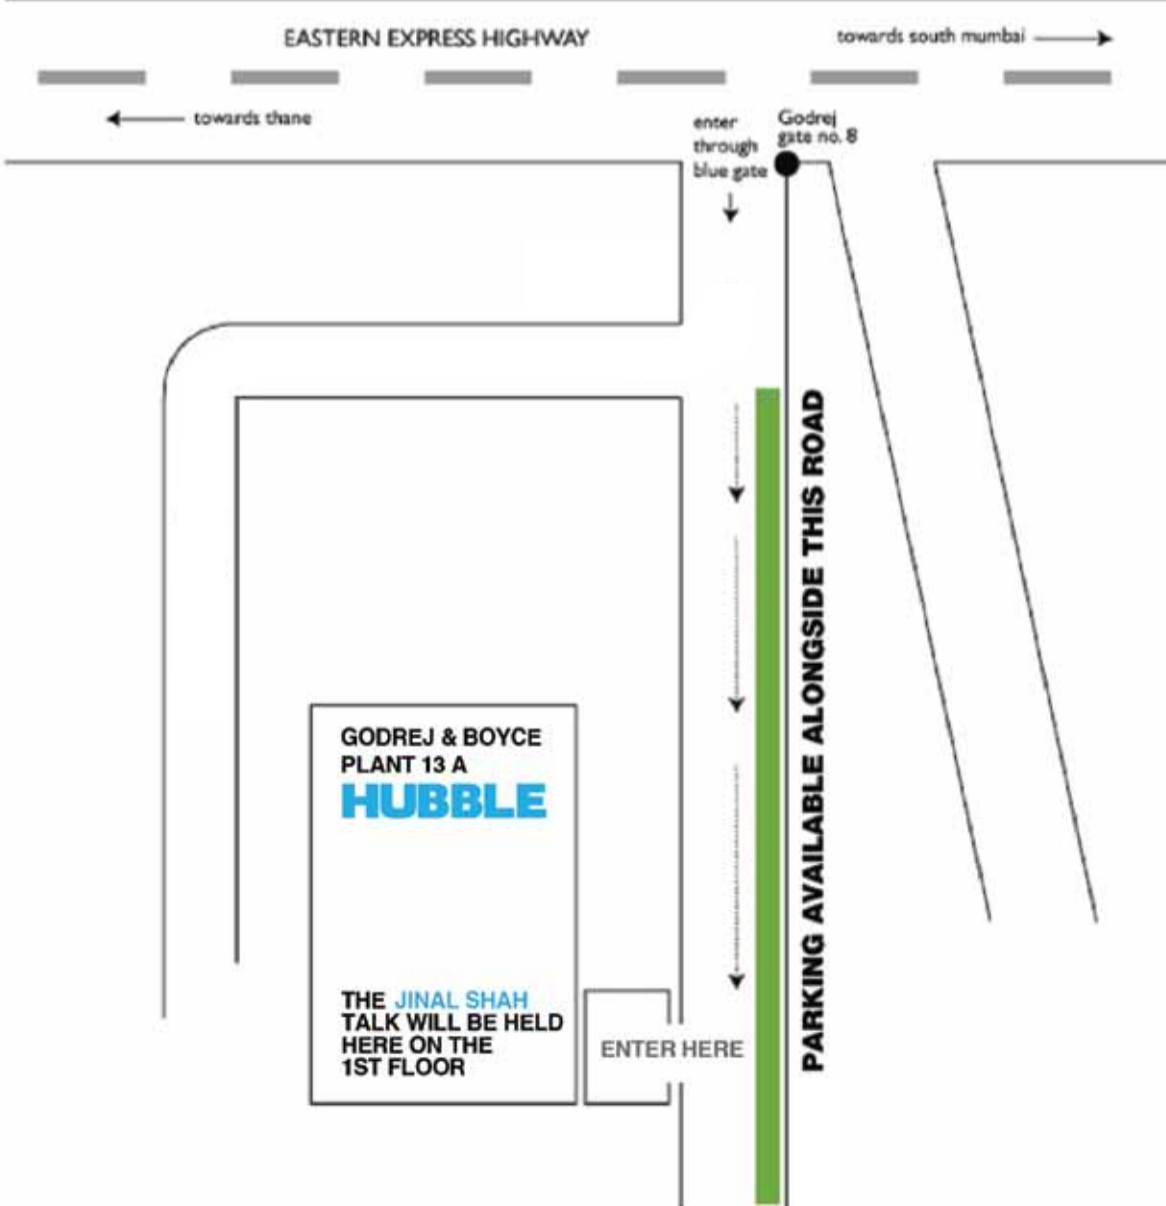 EASTERN EXPRESS HIGHWAY
towards south mumbai
towards thane
enter
through
blue gate
Godrej
gate no. 8
PARKING AVAILABLE ALONGSIDE THIS ROAD
GODREJ & BOYCE
PLANT 13 A
HUBBLE
THE JINAL SHAH
TALK WILL BE HELD
HERE ON THE
1ST FLOOR
ENTER HERE